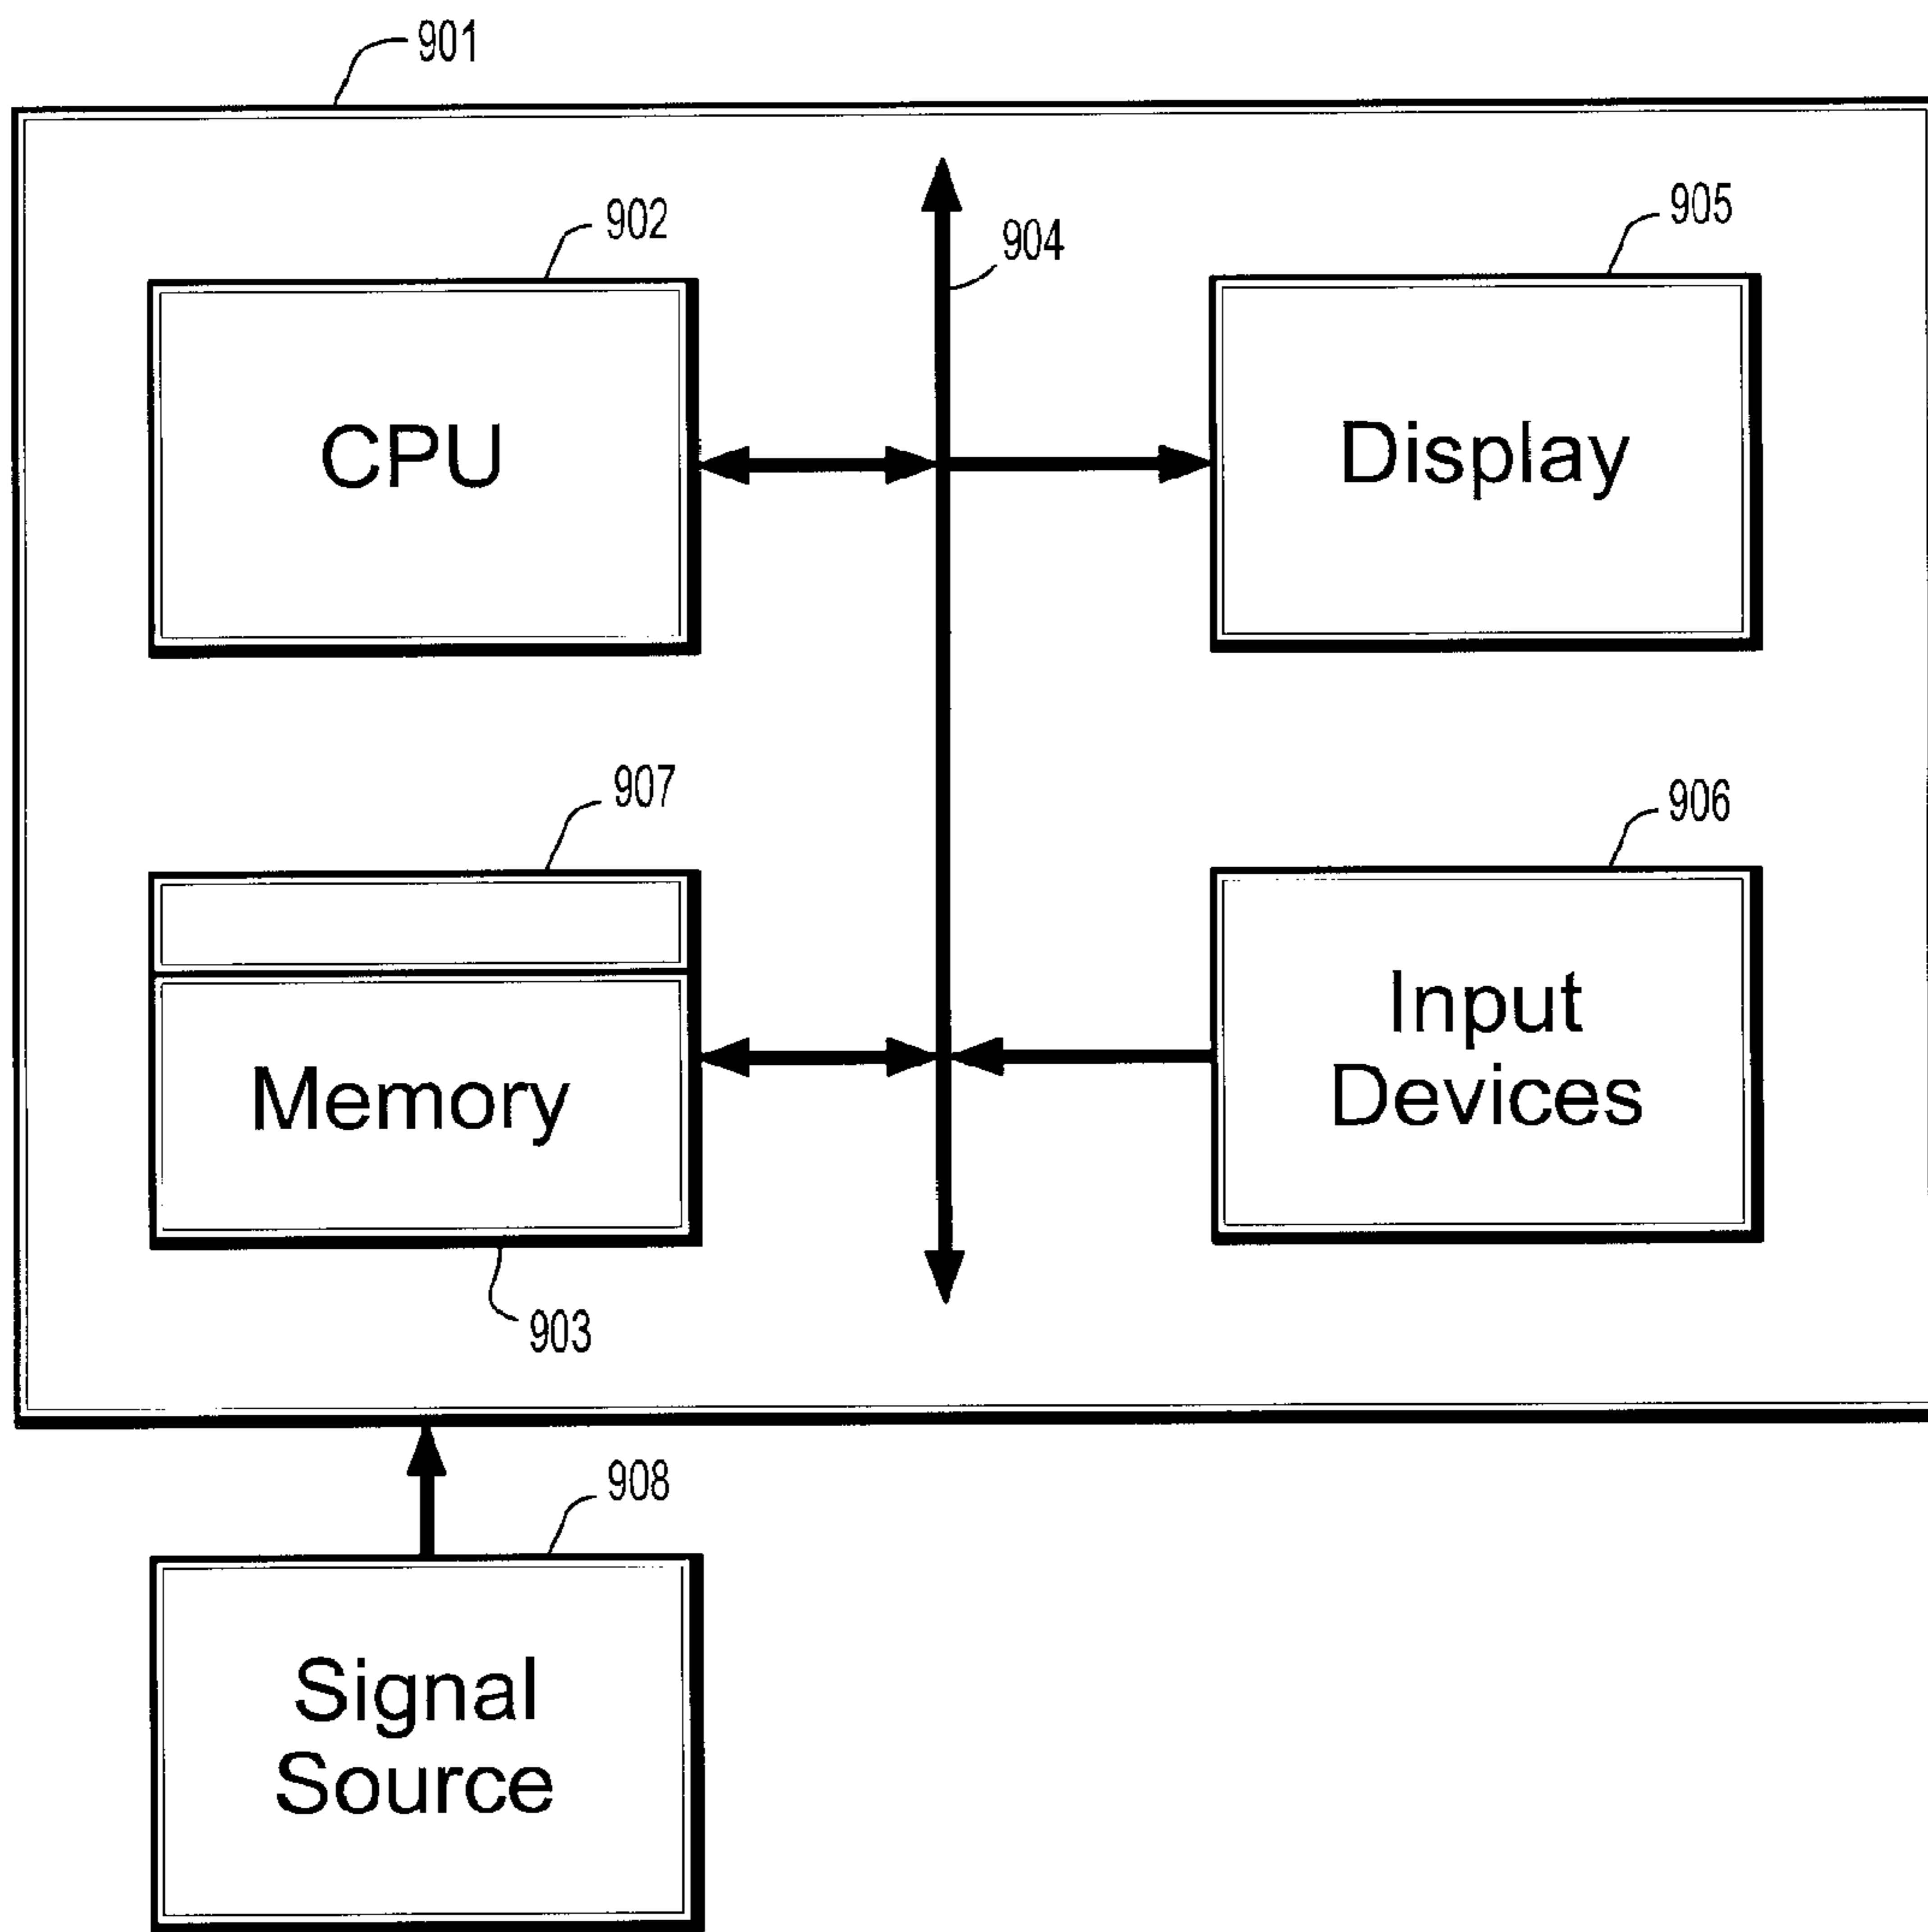 901
902
904
905
CPU
Display
907
906
Memory
Input
Devices
903
908
Signal
Source